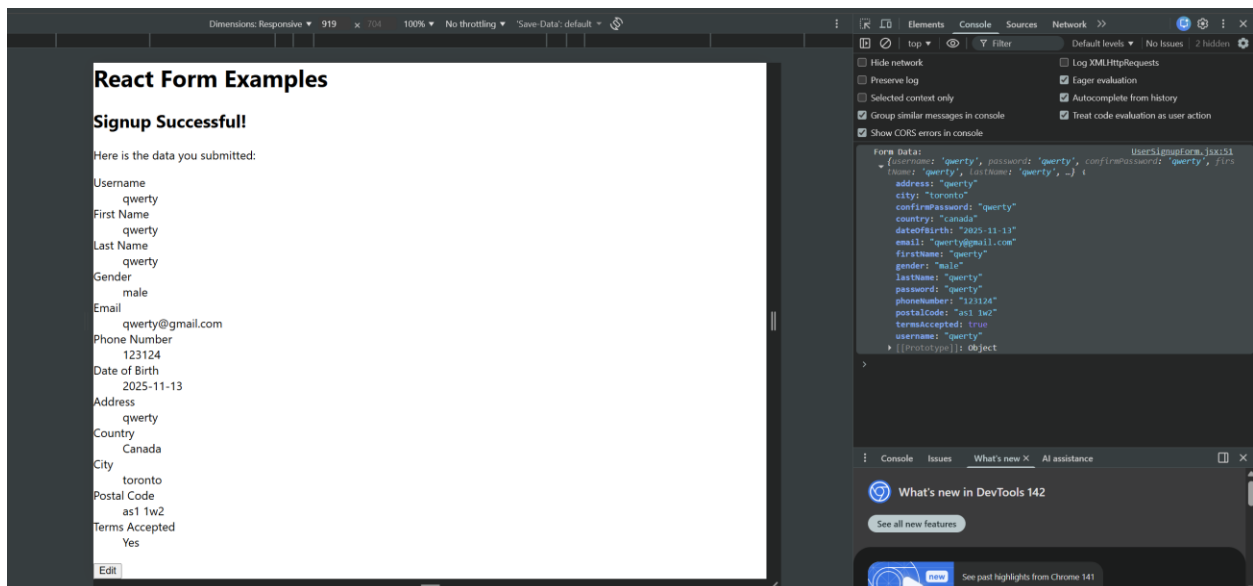 Dimensions: Responsive ▼ 919 × 704 100% ▼ No throttling ▼ 'Save-Data': default ▼
React Form Examples
Signup Successful!
Here is the data you submitted:
Username
qwerty
First Name
qwerty
Last Name
qwerty
Gender
male
Email
qwerty@gmail.com
Phone Number
123124
Date of Birth
2025-11-13
Address
qwerty
Country
Canada
City
toronto
Postal Code
as1 1w2
Terms Accepted
Yes
Edit
Elements Console Sources Network
top ▼ Filter Default levels ▼ No Issues 2 hidden
Hide network Log XMLHttpRequests
Preserve log Eager evaluation
Selected context only Autocomplete from history
Group similar messages in console Treat code evaluation as user action
Show CORS errors in console
Form Data: UserSignupForm.jsx:51
{username: 'qwerty', password: 'qwerty', confirmPassword: 'qwerty', firs
tName: 'qwerty', lastName: 'qwerty', …} i
address: "qwerty"
city: "toronto"
confirmPassword: "qwerty"
country: "canada"
dateOfBirth: "2025-11-13"
email: "qwerty@gmail.com"
firstName: "qwerty"
gender: "male"
lastName: "qwerty"
password: "qwerty"
phoneNumber: "123124"
postalCode: "as1 1w2"
termsAccepted: true
username: "qwerty"
[[Prototype]]: Object
Console Issues What's new AI assistance
What's new in DevTools 142
See all new features
new See past highlights from Chrome 141